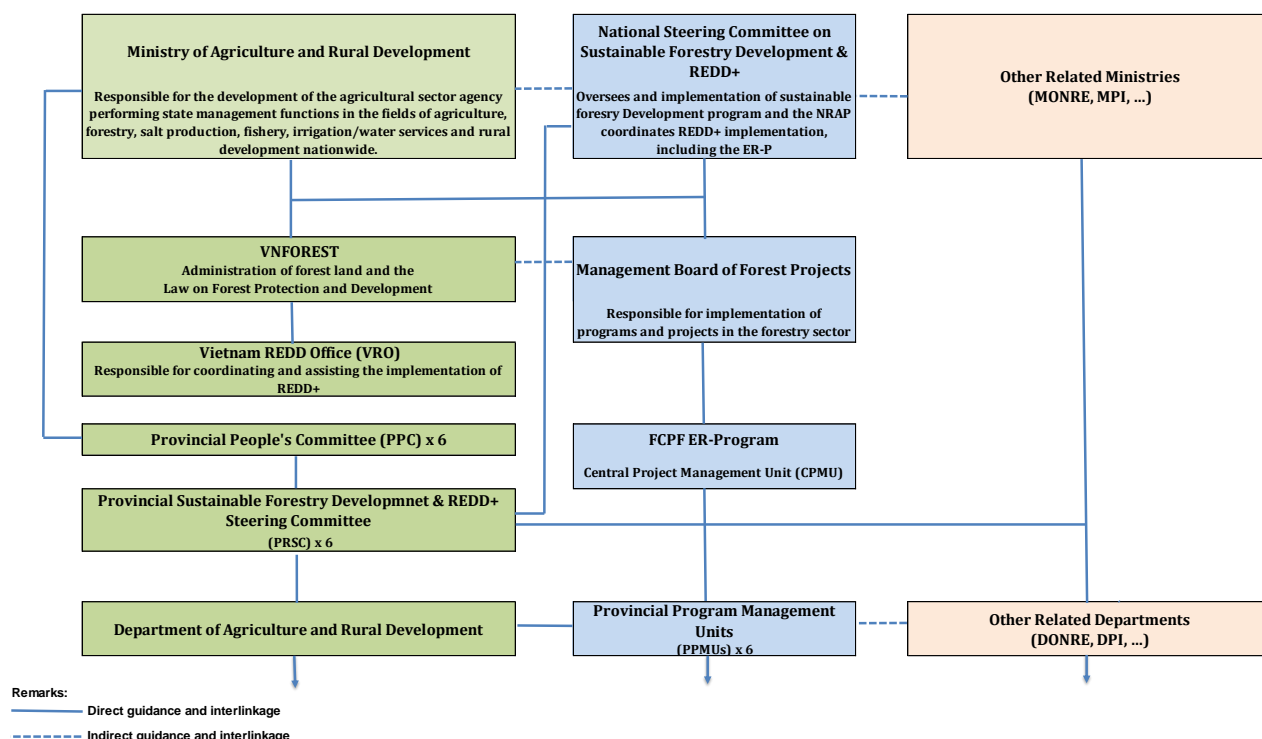 Ministry of Agriculture and Rural Development
Responsible for the development of the agricultural sector agency
performing state management functions in the fields of agriculture,
forestry, salt production, fishery, irrigation/water services and rural
development nationwide.
National Steering Committee on
Sustainable Forestry Development &
REDD+
Oversees and implementation of sustainable
foresry Development program and the NRAP
coordinates REDD+ implementation,
including the ER-P
Other Related Ministries
(MONRE, MPI, ...)
VNFOREST
Administration of forest land and the
Law on Forest Protection and Development
Management Board of Forest Projects
Responsible for implementation of
programs and projects in the forestry sector
Vietnam REDD Office (VRO)
Responsible for coordinating and assisting the implementation of
REDD+
Provincial People's Committee (PPC) x 6
FCPF ER-Program
Central Project Management Unit (CPMU)
Provincial Sustainable Forestry Developmnet & REDD+
Steering Committee
(PRSC) x 6
Department of Agriculture and Rural Development
Provincial Program Management
Units
(PPMUs) x 6
Other Related Departments
(DONRE, DPI, ...)
Remarks:
Direct guidance and interlinkage
Indirect guidance and interlinkage